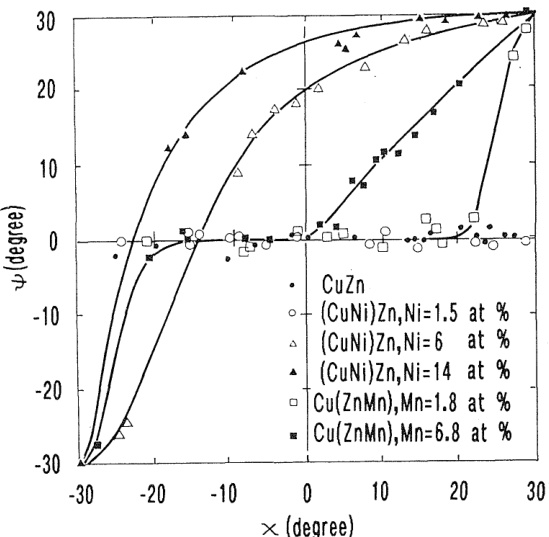 30
20
10
0
-10
-20
-30
ψ (degree)
CuZn
(CuNi)Zn,Ni=1.5 at %
(CuNi)Zn,Ni=6 at %
(CuNi)Zn,Ni=14 at %
Cu(ZnMn),Mn=1.8 at %
Cu(ZnMn),Mn=6.8 at %
-30 -20 -10 0 10 20 30
χ (degree)